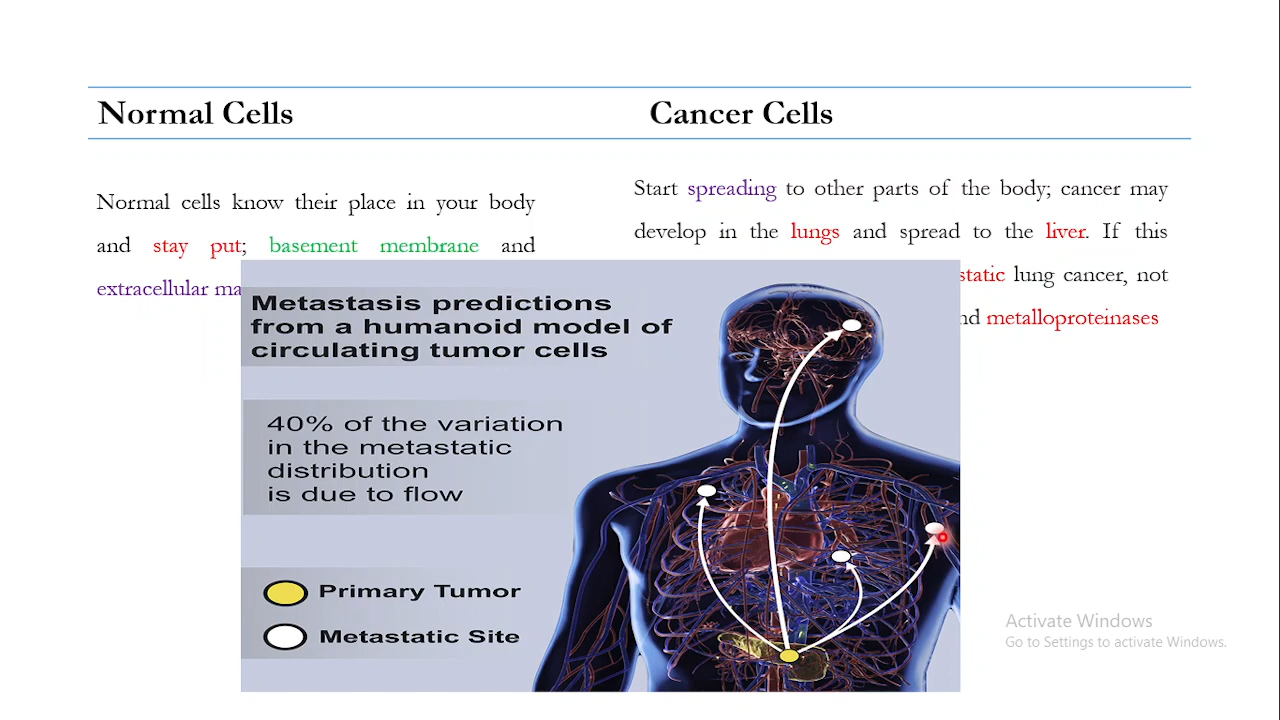 Normal Cells
Cancer Cells
Normal cells know their place in your body
and stay put; basement membrane and
extracellular ma
Start spreading to other parts of the body; cancer may
develop in the lungs and spread to the liver. If this
static lung cancer, not
nd metalloproteinases
Metastasis predictions
from a humanoid model of
circulating tumor cells
40% of the variation
in the metastatic
distribution
is due to flow
Primary Tumor
Metastatic Site
Activate Windows
Go to Settings to activate Windows.